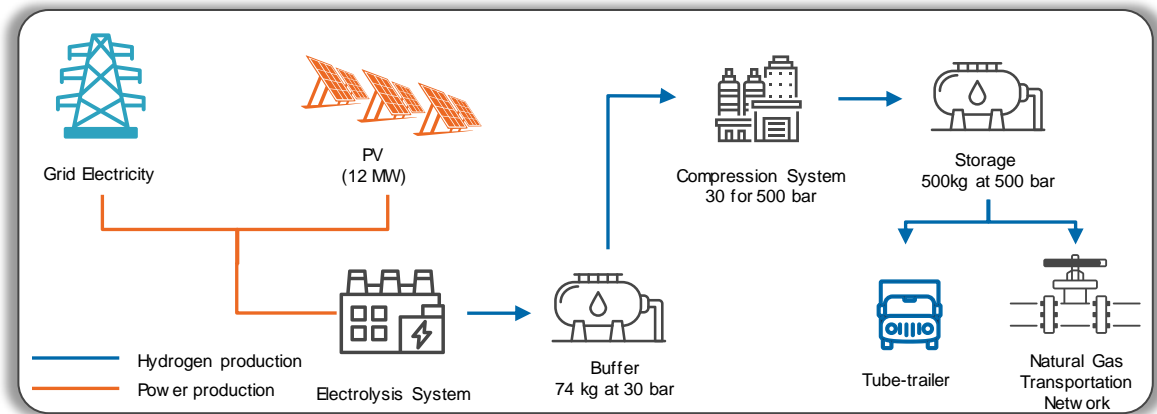 Grid Electricity
PV
(12 MW)
Compression System
30 for 500 bar
Storage
500kg at 500 bar
Hydrogen production
Power production
Electrolysis System
Buffer
74 kg at 30 bar
Tube-trailer
Natural Gas
Transportation
Network